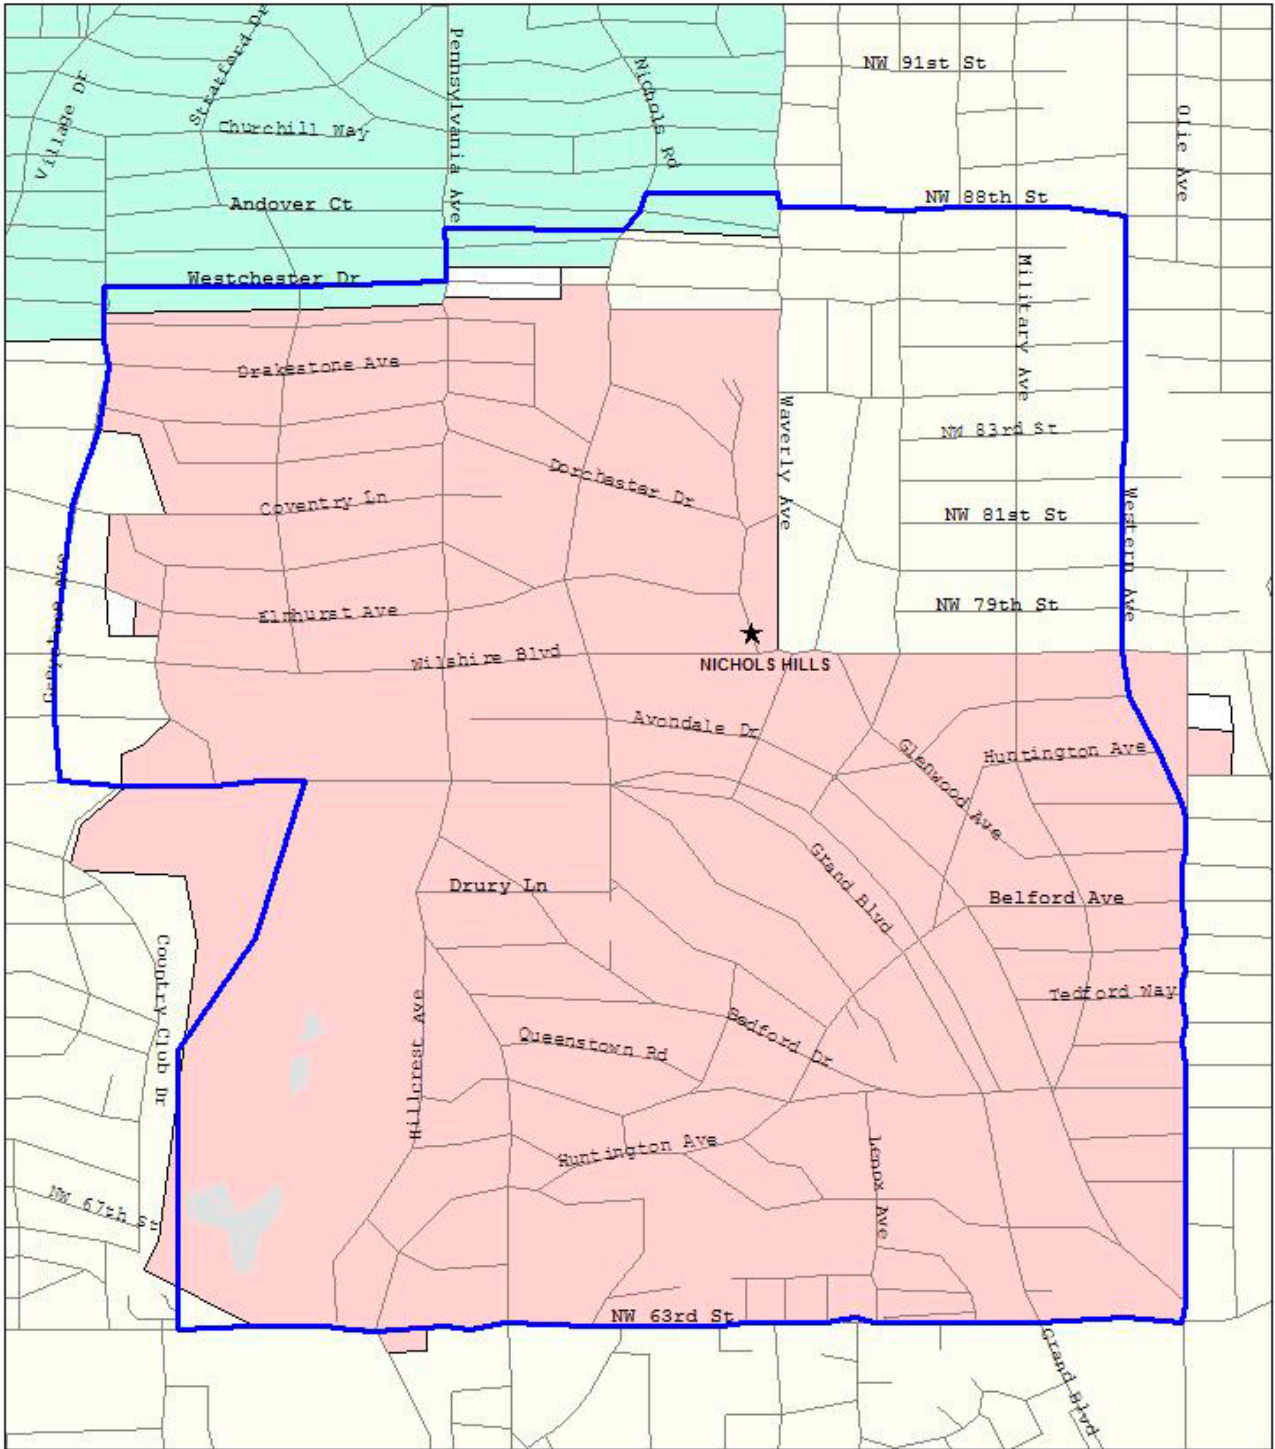 Stratford Dr
Pennsylvania Ave
Nichols Rd
NW 91st St
Village Dr
Churchill Way
Olie Ave
Andover Ct
NW 88th St
Westchester Dr
Military Ave
Drakestone Ave
Waverly Ave
NW 83rd St
Dorchester Dr
Coventry Ln
NW 81st St
Western Ave
Elmhurst Ave
NW 79th St
Wilshire Blvd
NICHOLS HILLS
Avondale Dr
Glenwood Ave
Huntington Ave
Grand Blvd
Drury Ln
Belford Ave
Country Club Dr
Hillcrest Ave
Tedford Way
Bedford Dr
Queenstown Rd
Huntington Ave
Lenox Ave
NW 67th St
NW 63rd St
Grand Blvd